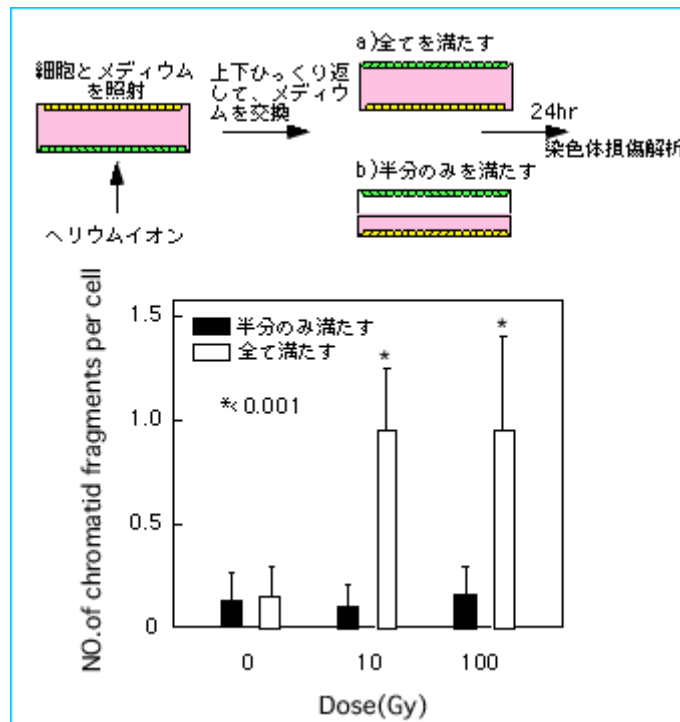 細胞とメディウム
を照射
ヘリウムイオン
上下ひっくり返
して、メディウ
ムを交換
a)全てを満たす
b)半分のみを満たす
24hr
染色体損傷解析
NO.of chromatid fragments per cell
1.5
1.0
0.5
0
半分のみ満たす
全て満たす
*<0.001
*
*
0
10
100
Dose(Gy)